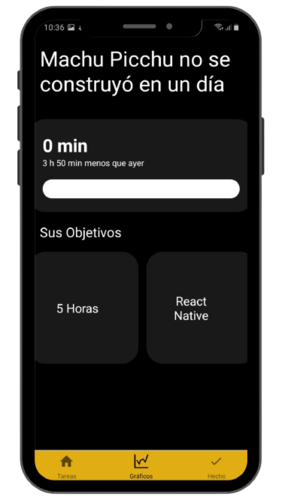 10:36
Machu Picchu no se
construyó en un día
0 min
3 h 50 min menos que ayer
Sus Objetivos
5 Horas
React
Native
Tareas
Gráficos
Hecho